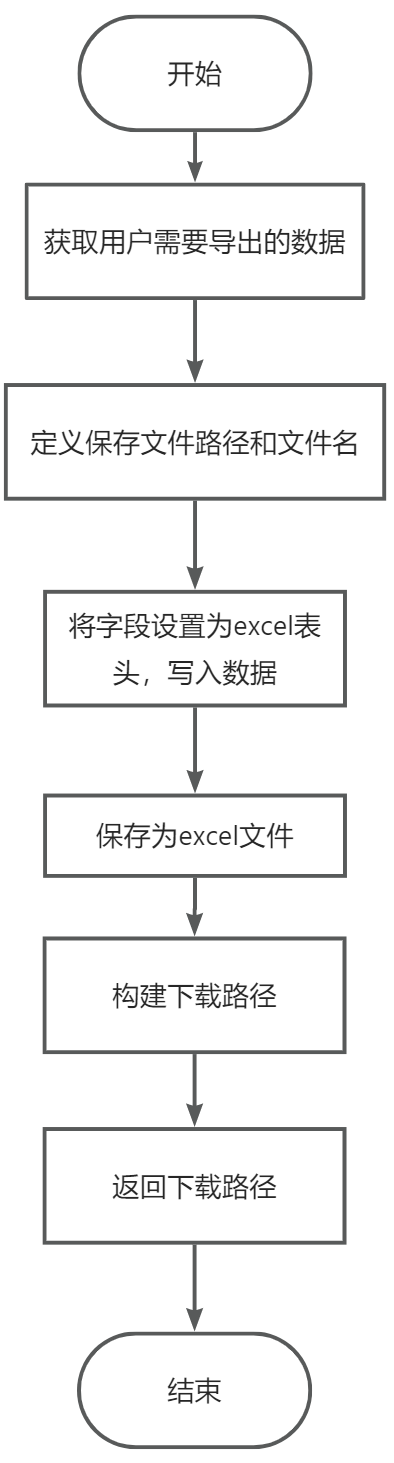 开始
获取用户需要导出的数据
定义保存文件路径和文件名
将字段设置为excel表
头，写入数据
保存为excel文件
构建下载路径
返回下载路径
结束